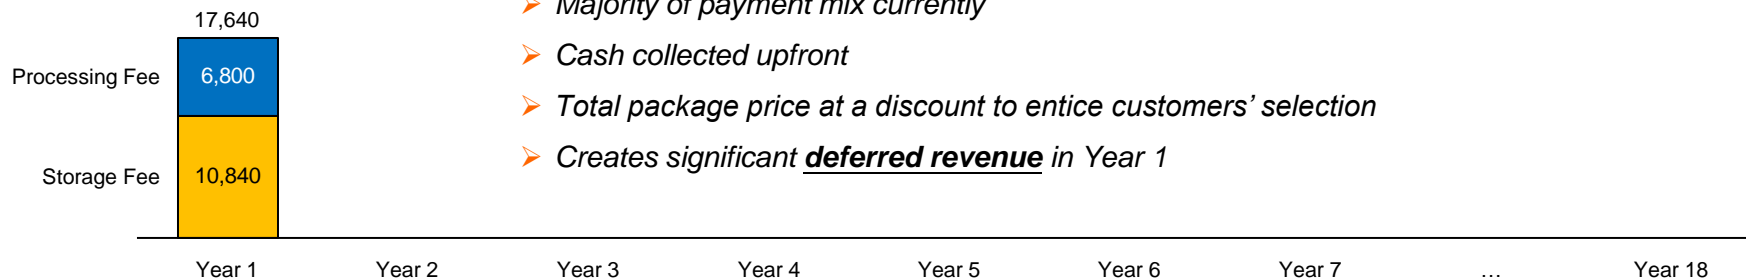 Majority of payment mix currently
17,640
Cash collected upfront
Processing Fee 6,800
Total package price at a discount to entice customers’ selection
Creates significant deferred revenue in Year 1
Storage Fee 10,840
Year 1 Year 2 Year 3 Year 4 Year 5 Year 6 Year 7 … Year 18